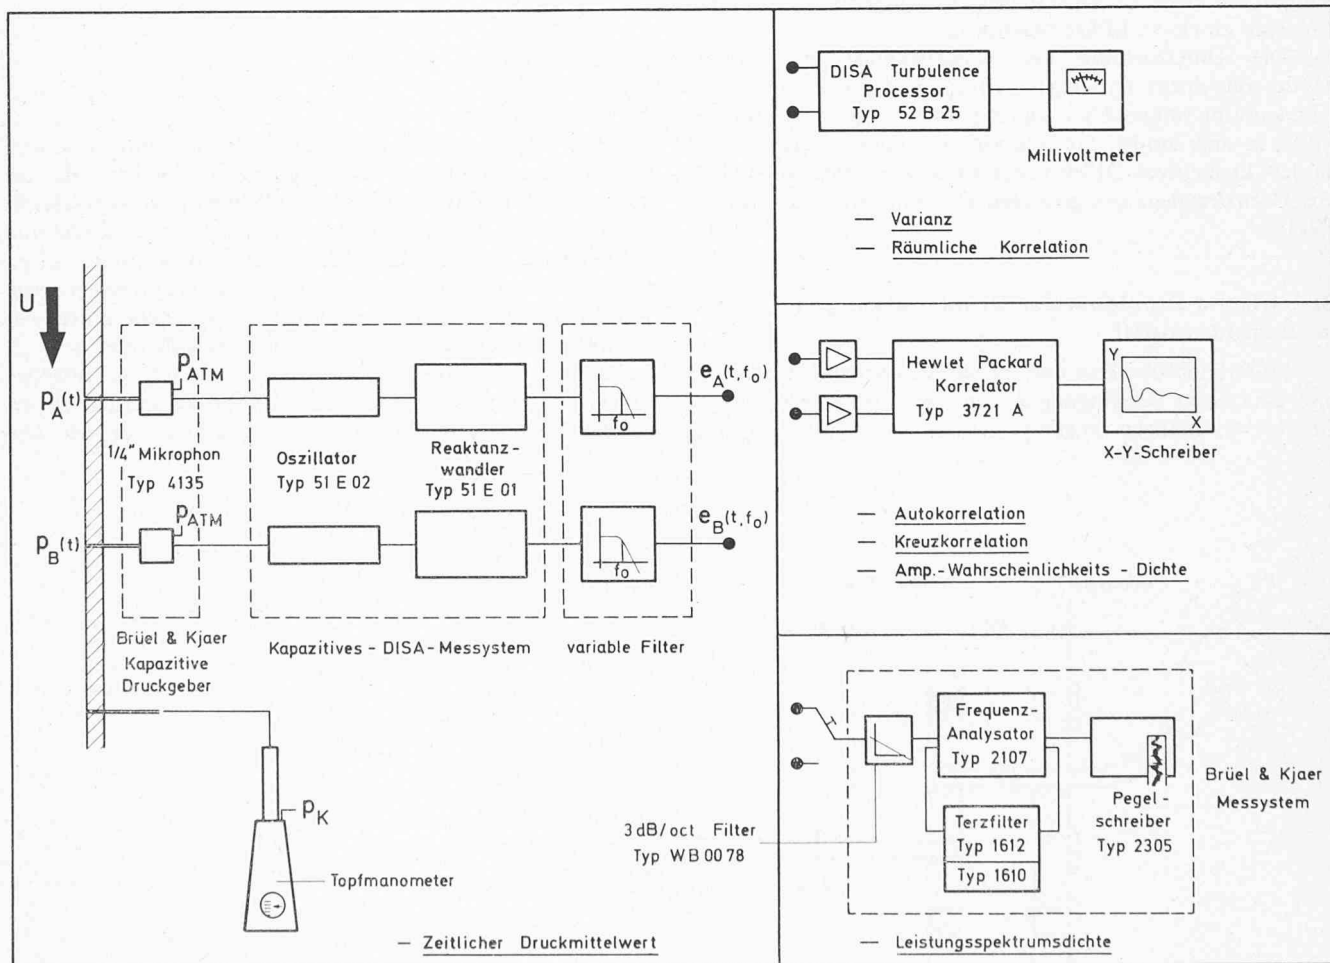 U
p_A(t)
p_ATM
1/4" Mikrophon
Typ 4135
Oszillator
Typ 51 E 02
Reaktanz-
wandler
Typ 51 E 01
f₀
e_A(t, f₀)
p_B(t)
p_ATM
f₀
e_B(t, f₀)
Brüel & Kjaer
Kapazitive
Druckgeber
Kapazitives - DISA - Messystem
variable Filter
p_K
Topfmanometer
— Zeitlicher Druckmittelwert
DISA Turbulence
Processor
Typ 52 B 25
Millivoltmeter
— Varianz
— Räumliche Korrelation
Hewlet Packard
Korrelator
Typ 3721 A
Y
X
X-Y-Schreiber
— Autokorrelation
— Kreuzkorrelation
— Amp.-Wahrscheinlichkeits - Dichte
Frequenz-
Analysator
Typ 2107
Terzfilter
Typ 1612
Typ 1610
Pegel-
schreiber
Typ 2305
Brüel & Kjaer
Messystem
3 dB/oct Filter
Typ WB 0078
— Leistungsspektrumsdichte